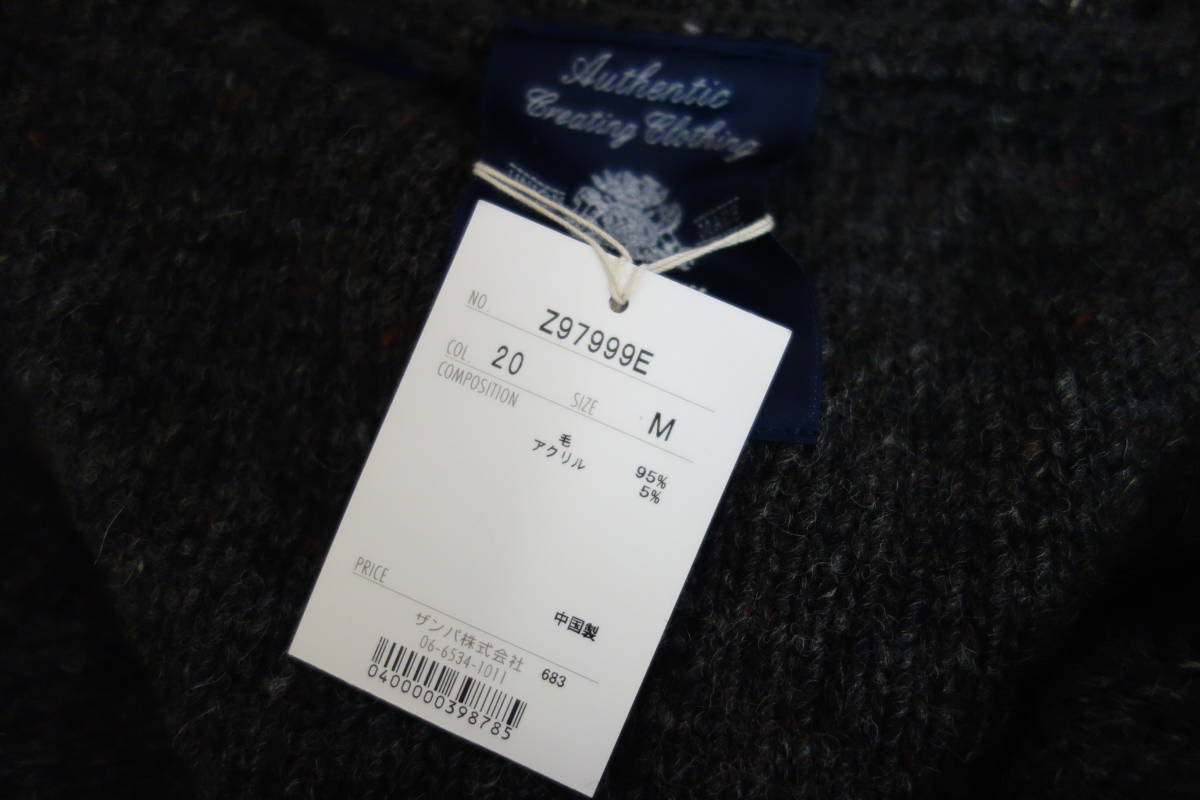 Authentic
Creating Clothing
NO. Z97999E
COL. 20 SIZE M
COMPOSITION
毛 95%
アクリル 5%
PRICE
中国製
ザンパ株式会社 683
06-6534-1011
0400000398785